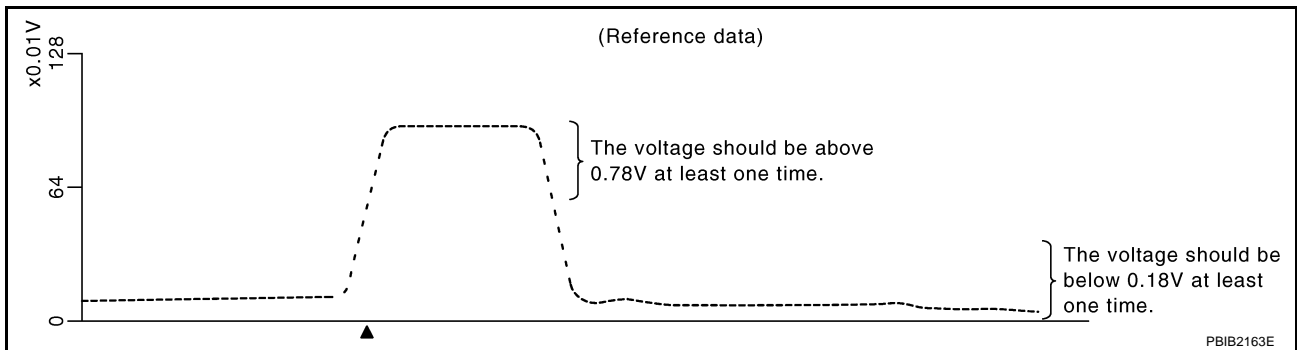 (Reference data)
x0.01V
128
64
0
The voltage should be above
0.78V at least one time.
The voltage should be
below 0.18V at least
one time.
PBIB2163E